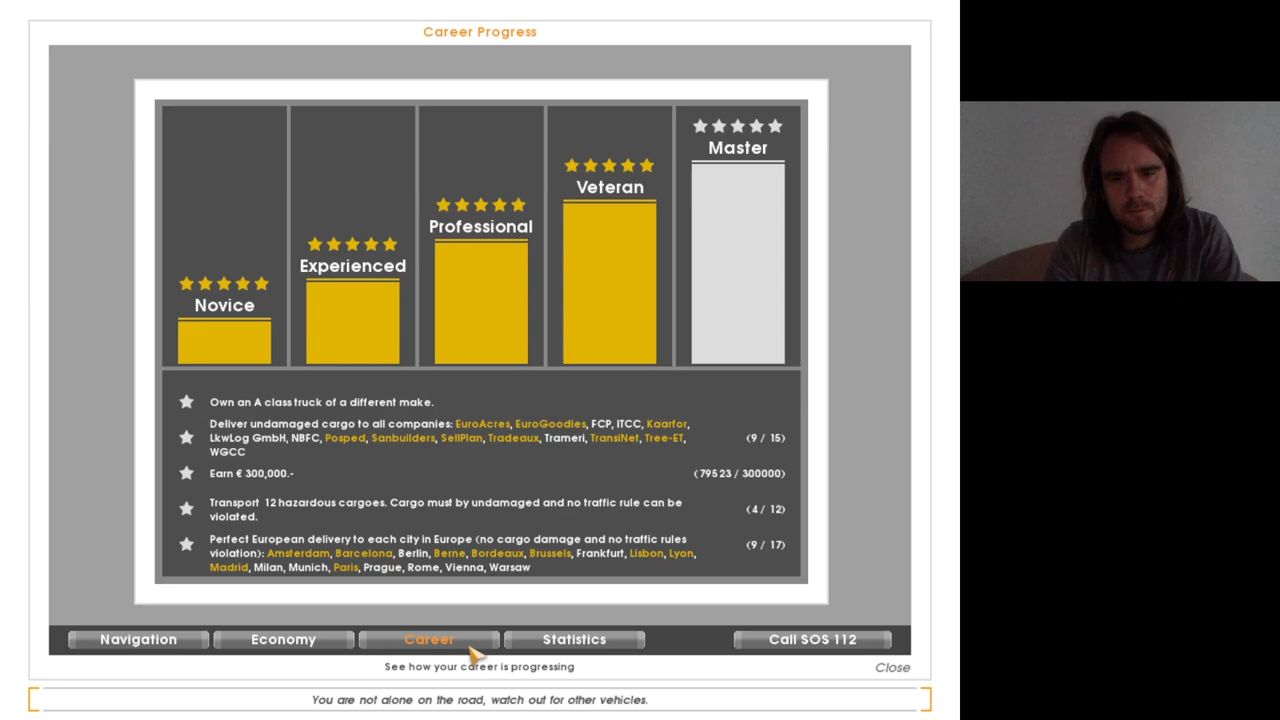 Career Progress
Master
Veteran
Professional
Experienced
Novice
Own an A class truck of a different make.
Deliver undamaged cargo to all companies: EuroAcres, EuroGoodies, FCP, ITCC, Kaarfor,
LkwLog GmbH, NBFC, Posped, Sanbuilders, SellPlan, Tradeaux, Trameri, TransiNet, Tree-ET,
WGCC
(9 / 15)
Earn € 300,000.-
(79523 / 300000)
Transport 12 hazardous cargoes. Cargo must by undamaged and no traffic rule can be
violated.
(4 / 12)
Perfect European delivery to each city in Europe (no cargo damage and no traffic rules
violation): Amsterdam, Barcelona, Berlin, Berne, Bordeaux, Brussels, Frankfurt, Lisbon, Lyon,
Madrid, Milan, Munich, Paris, Prague, Rome, Vienna, Warsaw
(9 / 17)
Navigation
Economy
Career
Statistics
Call SOS 112
See how your career is progressing
Close
You are not alone on the road, watch out for other vehicles.